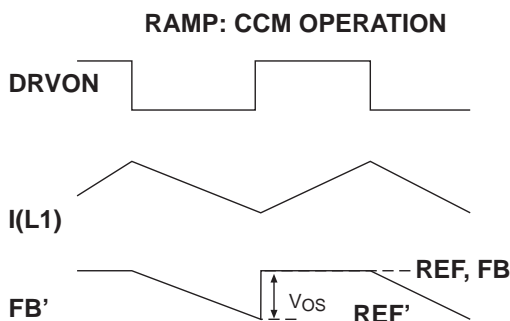 RAMP: CCM OPERATION
DRVON
I(L1)
REF, FB
FB'
VOS
REF'